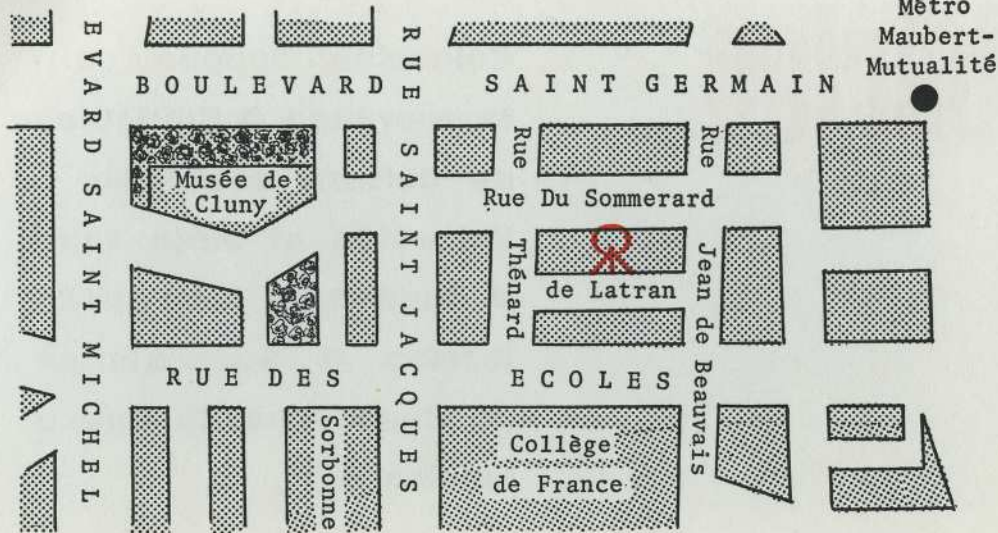 Métro
Maubert-
Mutualité
EVARD SAINT MICHEL
BOULEVARD SAINT GERMAIN
RUE SAINT JACQUES
Rue
Thénard
Rue
Jean de Beauvais
Musée de
Cluny
Rue Du Sommerard
de Latran
RUE DES ECOLES
Sorbonne
Collège
de France